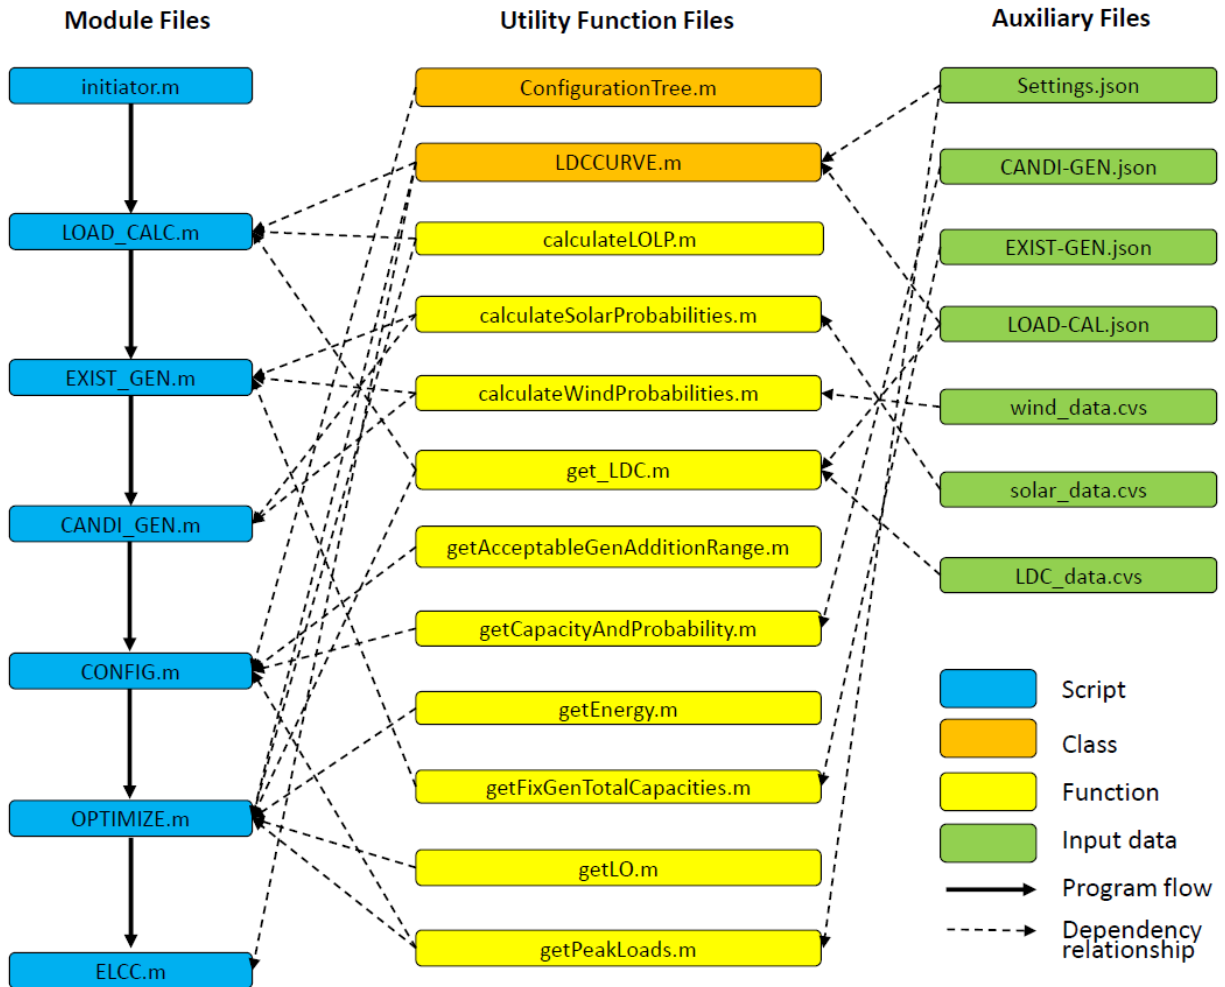 Module Files
Utility Function Files
Auxiliary Files
initiator.m
ConfigurationTree.m
Settings.json
LDCCURVE.m
CANDI-GEN.json
LOAD_CALC.m
calculateLOLP.m
EXIST-GEN.json
calculateSolarProbabilities.m
LOAD-CAL.json
EXIST_GEN.m
calculateWindProbabilities.m
wind_data.cvs
get_LDC.m
solar_data.cvs
CANDI_GEN.m
getAcceptableGenAdditionRange.m
LDC_data.cvs
getCapacityAndProbability.m
CONFIG.m
getEnergy.m
getFixGenTotalCapacities.m
OPTIMIZE.m
getLO.m
getPeakLoads.m
ELCC.m
Script
Class
Function
Input data
Program flow
Dependency
relationship